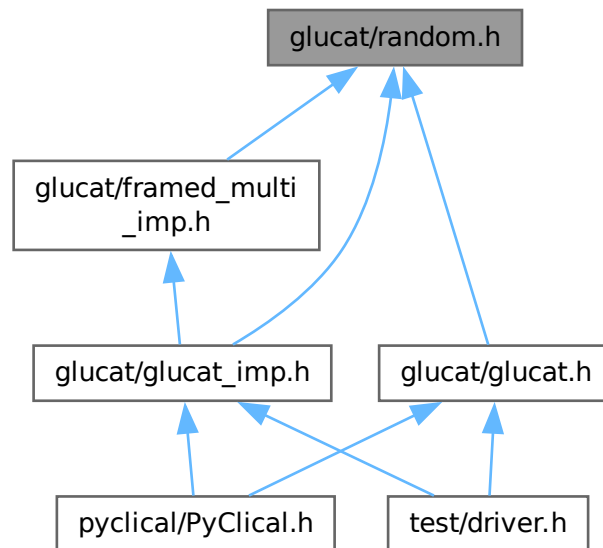 glucat/random.h
glucat/framed_multi
_imp.h
glucat/glucat_imp.h
glucat/glucat.h
pyclical/PyClical.h
test/driver.h